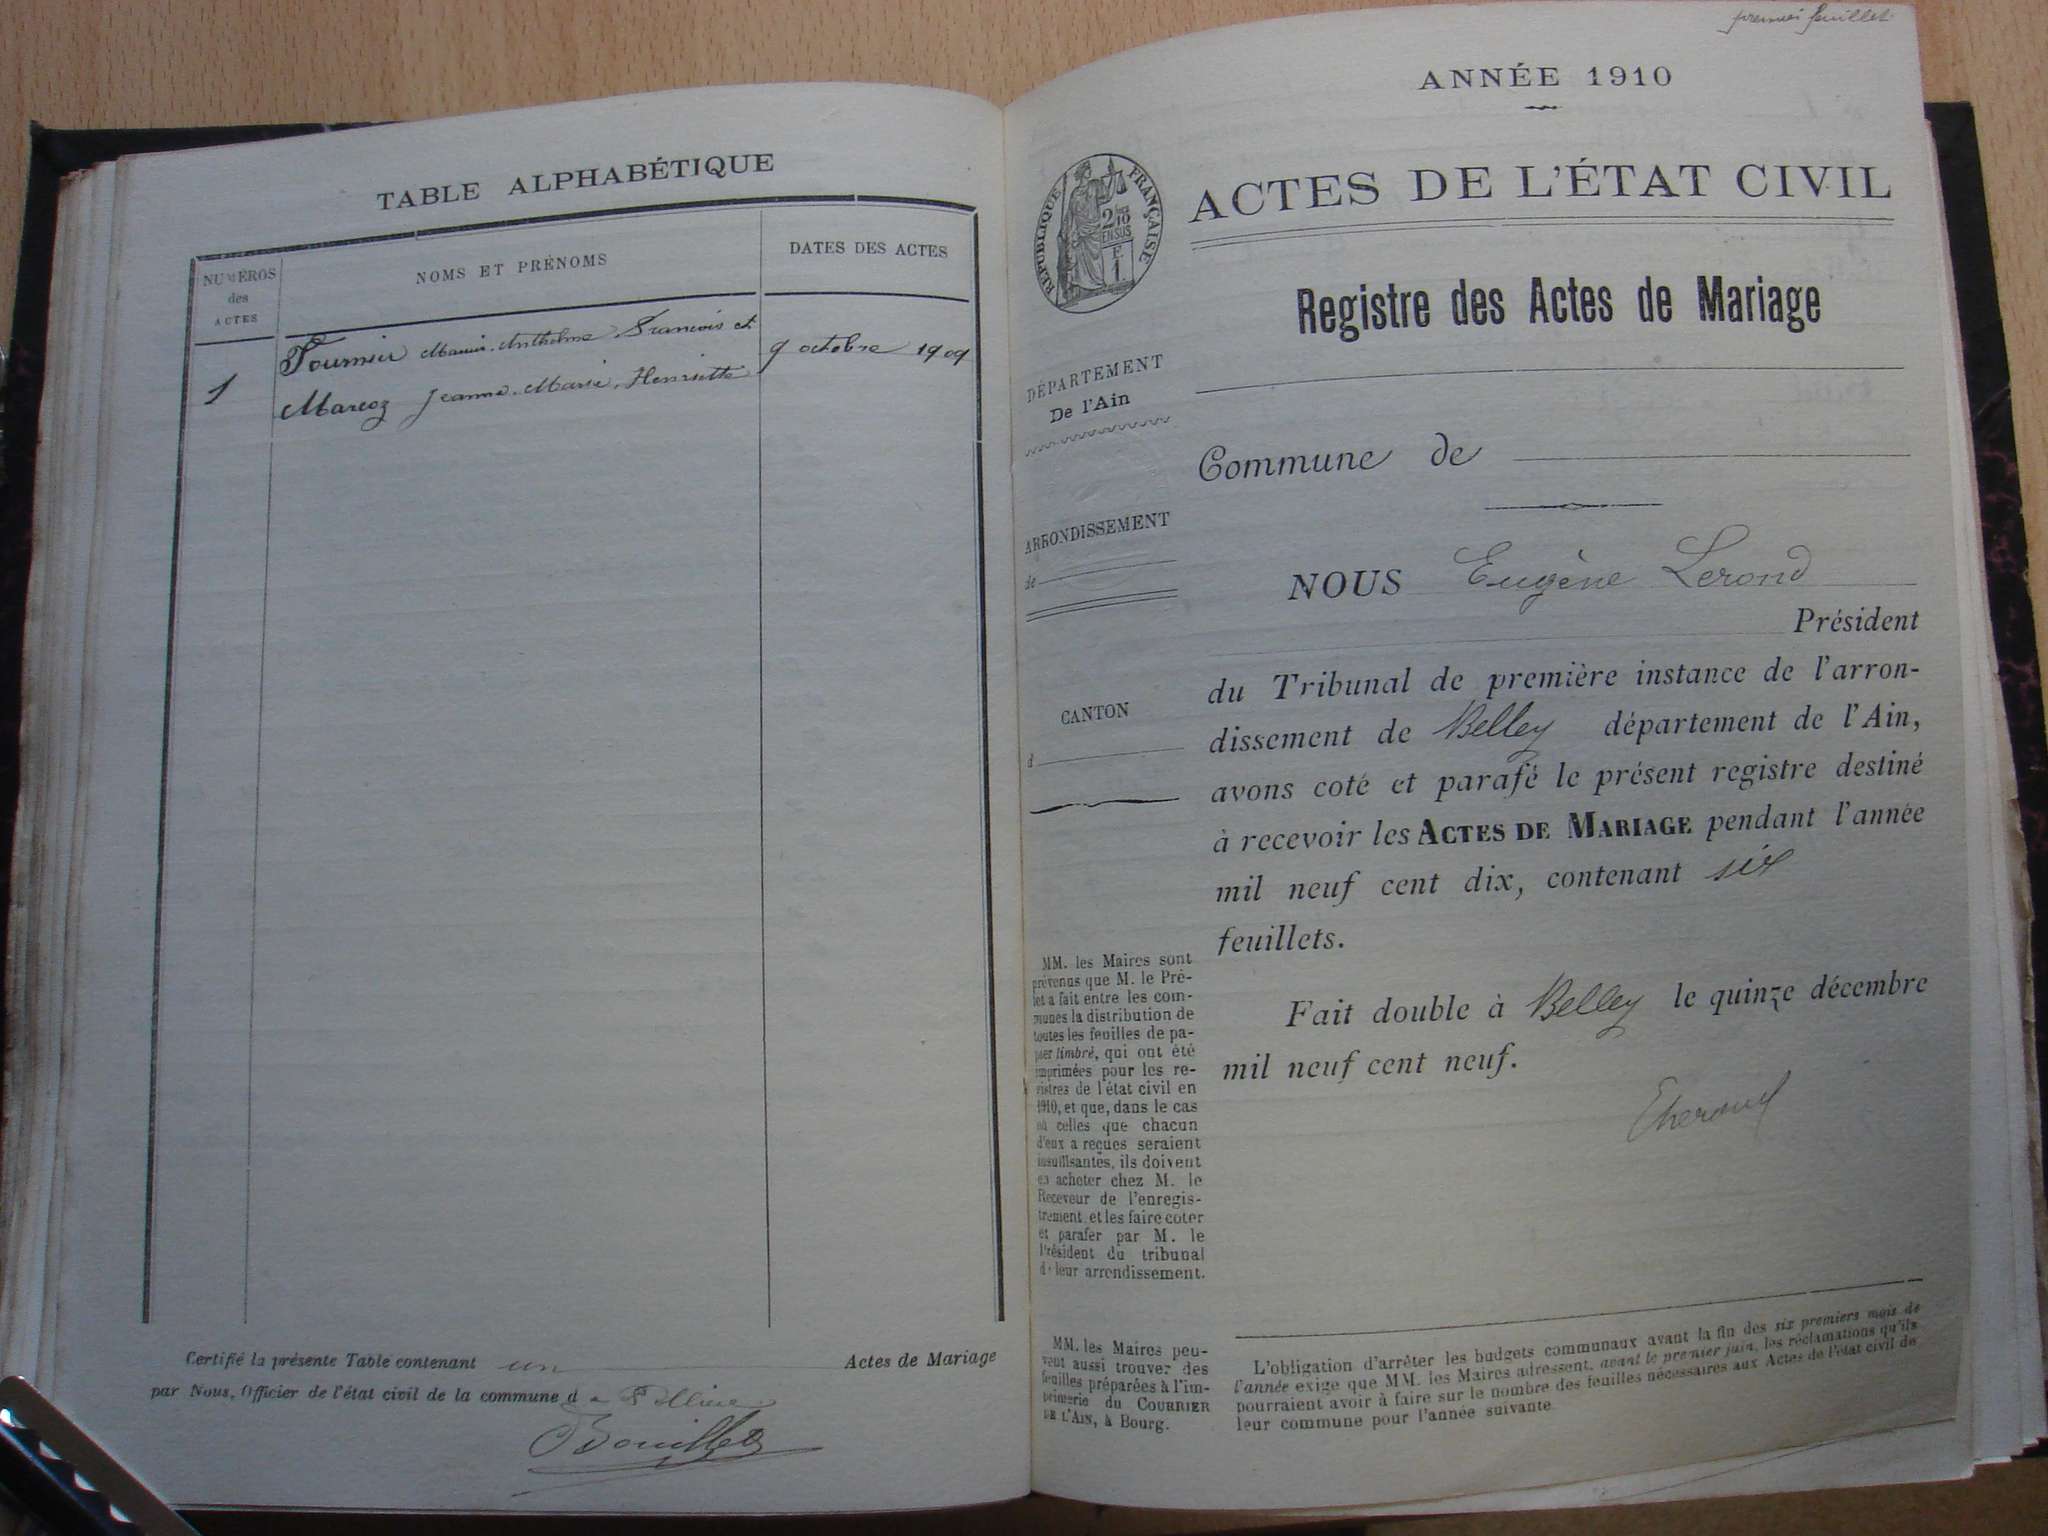 TABLE ALPHABÉTIQUE
NUMÉROS
des
ACTES
NOMS ET PRÉNOMS
DATES DES ACTES
1
Fournier Anthelme François et
Marcoz Jeanne-Marie-Henriette
9 octobre 1909
Certifié la présente Table contenant un Actes de Mariage
par Nous, Officier de l'état civil de la commune d
premier feuillet
ANNÉE 1910
RÉPUBLIQUE FRANÇAISE
ACTES DE L'ÉTAT CIVIL
Registre des Actes de Mariage
DÉPARTEMENT
De l'Ain
Commune de
ARRONDISSEMENT
de
NOUS Eugène Lerond
Président
du Tribunal de première instance de l'arron-
dissement de Belley département de l'Ain,
avons coté et parafé le présent registre destiné
à recevoir les ACTES DE MARIAGE pendant l'année
mil neuf cent dix, contenant six
feuillets.
Fait double à Belley le quinze décembre
mil neuf cent neuf.
CANTON
d
MM. les Maires sont
prévenus que M. le Pré-
fet a fait entre les com-
munes la distribution de
toutes les feuilles de pa-
pier timbré, qui ont été
imprimées pour les re-
gistres de l'état civil en
1910, et que, dans le cas
où celles que chacun
d'eux a reçues seraient
insuffisantes, ils doivent
en acheter chez M. le
Receveur de l'enregis-
trement et les faire coter
et parafer par M. le
Président du tribunal
de leur arrondissement.
MM. les Maires peu-
vent aussi trouver des
feuilles préparées à l'im-
primerie du COURRIER
DE L'AIN, à Bourg.
L'obligation d'arrêter les budgets communaux avant la fin des six premiers mois de
l'année exige que MM. les Maires adressent, avant le premier juin, les réclamations qu'ils
pourraient avoir à faire sur le nombre des feuilles nécessaires aux Actes de l'état civil de
leur commune pour l'année suivante